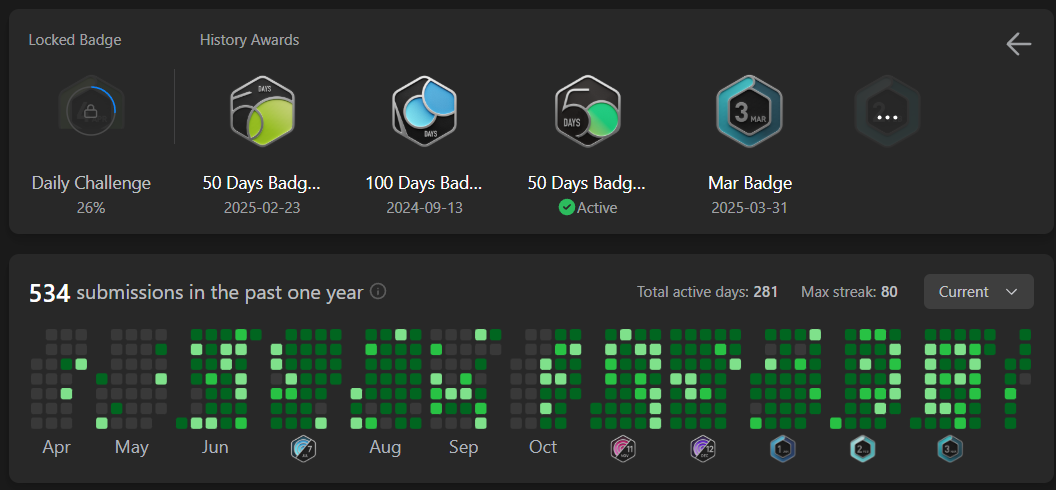 Locked Badge
History Awards
DAYS
DAYS
DAYS
3 MAR
Daily Challenge
26%
50 Days Badg...
2025-02-23
100 Days Bad...
2024-09-13
50 Days Badg...
Active
Mar Badge
2025-03-31
...
534 submissions in the past one year
Total active days: 281
Max streak: 80
Current
Apr
May
Jun
7
Aug
Sep
Oct
11
NOV
12
DEC
1
2
3